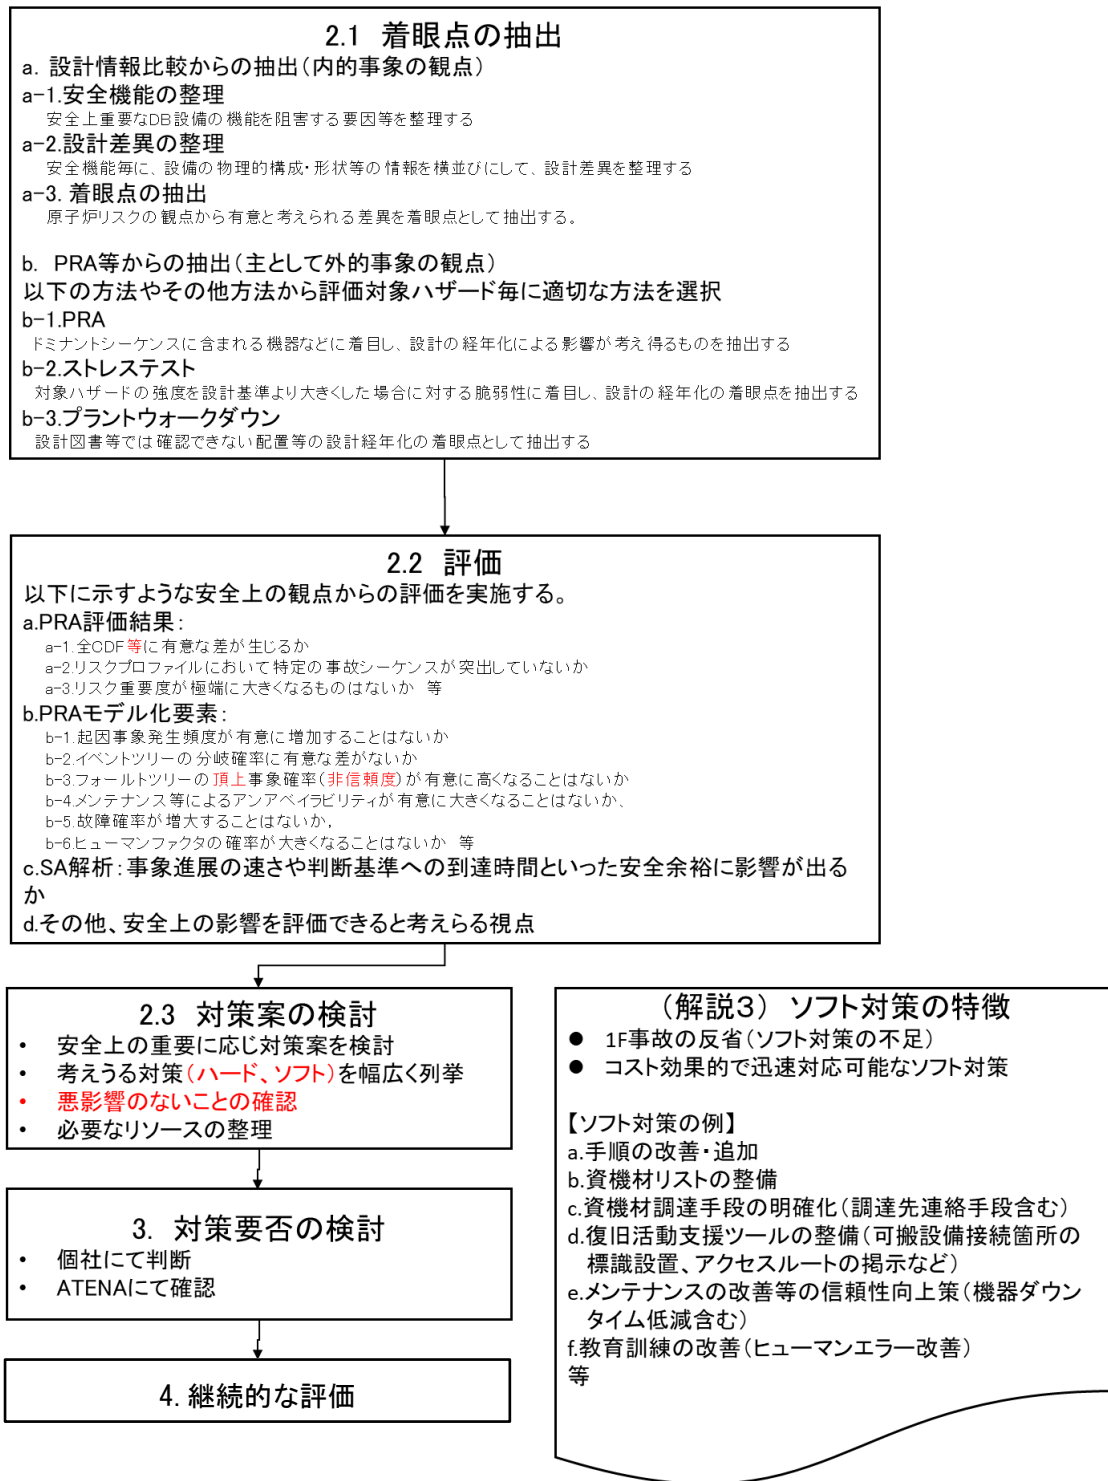 2.1 着眼点の抽出
a. 設計情報比較からの抽出（内的事象の観点）
a-1.安全機能の整理
安全上重要なDB設備の機能を阻害する要因等を整理する
a-2.設計差異の整理
安全機能毎に、設備の物理的構成・形状等の情報を横並びにして、設計差異を整理する
a-3. 着眼点の抽出
原子炉リスクの観点から有意と考えられる差異を着眼点として抽出する。
b. PRA等からの抽出（主として外的事象の観点）
以下の方法やその他方法から評価対象ハザード毎に適切な方法を選択
b-1.PRA
ドミナントシーケンスに含まれる機器などに着目し、設計の経年化による影響が考え得るものを抽出する
b-2.ストレステスト
対象ハザードの強度を設計基準より大きくした場合に対する脆弱性に着目し、設計の経年化の着眼点を抽出する
b-3.プラントウォークダウン
設計図書等では確認できない配置等の設計経年化の着眼点として抽出する
2.2 評価
以下に示すような安全上の観点からの評価を実施する。
a.PRA評価結果：
a-1.全CDF等に有意な差が生じるか
a-2.リスクプロファイルにおいて特定の事故シーケンスが突出していないか
a-3.リスク重要度が極端に大きくなるものはないか 等
b.PRAモデル化要素：
b-1.起因事象発生頻度が有意に増加することはないか
b-2.イベントツリーの分岐確率に有意な差がないか
b-3.フォールトツリーの頂上事象確率（非信頼度）が有意に高くなることはないか
b-4.メンテナンス等によるアンアベイラビリティが有意に大きくなることはないか、
b-5.故障確率が増大することはないか，
b-6.ヒューマンファクタの確率が大きくなることはないか 等
c.SA解析：事象進展の速さや判断基準への到達時間といった安全余裕に影響が出る
か
d.その他、安全上の影響を評価できると考えらる視点
2.3 対策案の検討
• 安全上の重要に応じ対策案を検討
• 考えうる対策（ハード、ソフト）を幅広く列挙
• 悪影響のないことの確認
• 必要なリソースの整理
3. 対策要否の検討
• 個社にて判断
• ATENAにて確認
4. 継続的な評価
（解説３） ソフト対策の特徴
● 1F事故の反省（ソフト対策の不足）
● コスト効果的で迅速対応可能なソフト対策
【ソフト対策の例】
a.手順の改善・追加
b.資機材リストの整備
c.資機材調達手段の明確化（調達先連絡手段含む）
d.復旧活動支援ツールの整備（可搬設備接続箇所の
標識設置、アクセスルートの掲示など）
e.メンテナンスの改善等の信頼性向上策（機器ダウン
タイム低減含む）
f.教育訓練の改善（ヒューマンエラー改善）
等